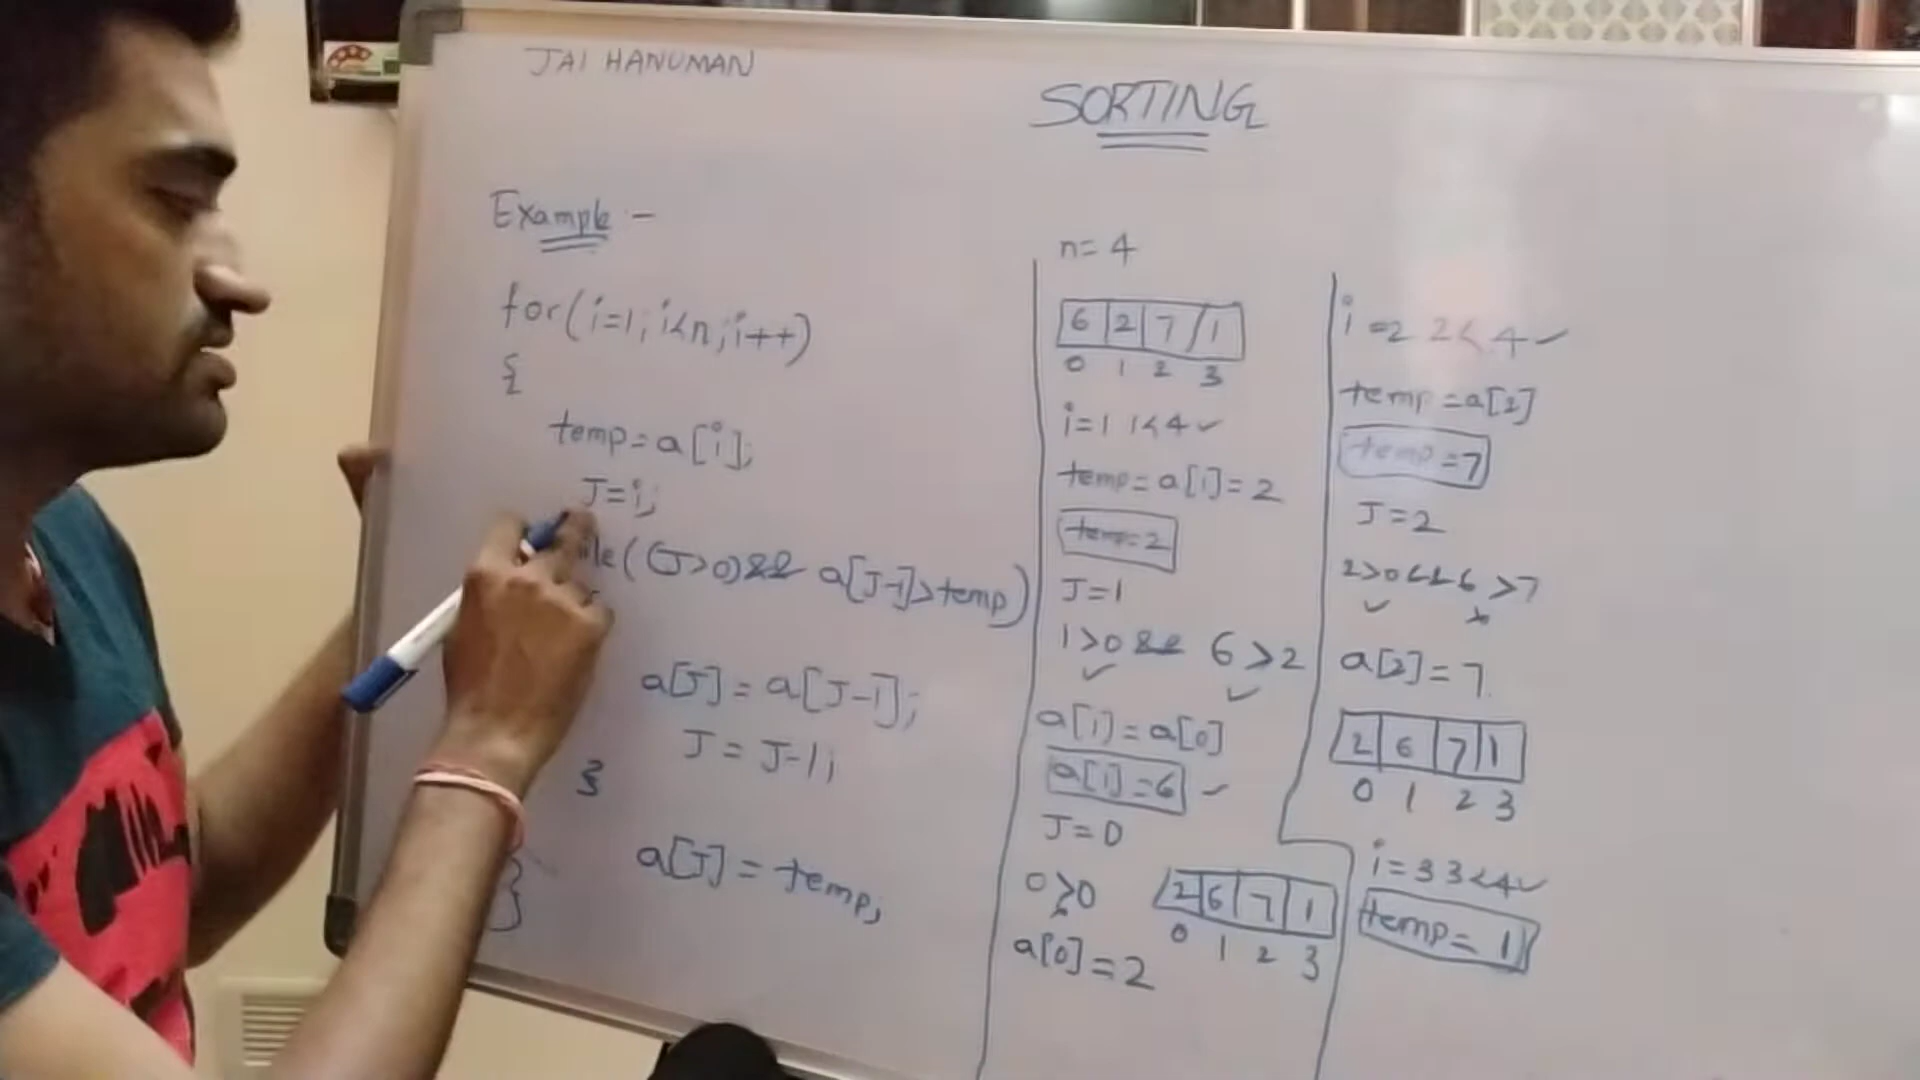 JAI HANUMAN
SORTING
Example :-
for(i=1; i<n; i++)
{
temp=a[i];
J=i;
((J>0)&& a[J-1]>temp)
a[J] = a[J-1];
J = J-1;
}
a[J] = temp;
}
n=4
6 2 7 1
0 1 2 3
i=1 1<4 ✓
temp=a[1]=2
temp=2
J=1
1>0 && 6>2
✓ ✓
a[1]=a[0]
a[1]=6 ✓
J=0
0>0
a[0]=2
2 6 7 1
0 1 2 3
i=2 2<4 ✓
temp=a[2]
temp=7
J=2
2>0 && 6>7
✓ x
a[2]=7
2 6 7 1
0 1 2 3
i=3 3<4 ✓
temp=1